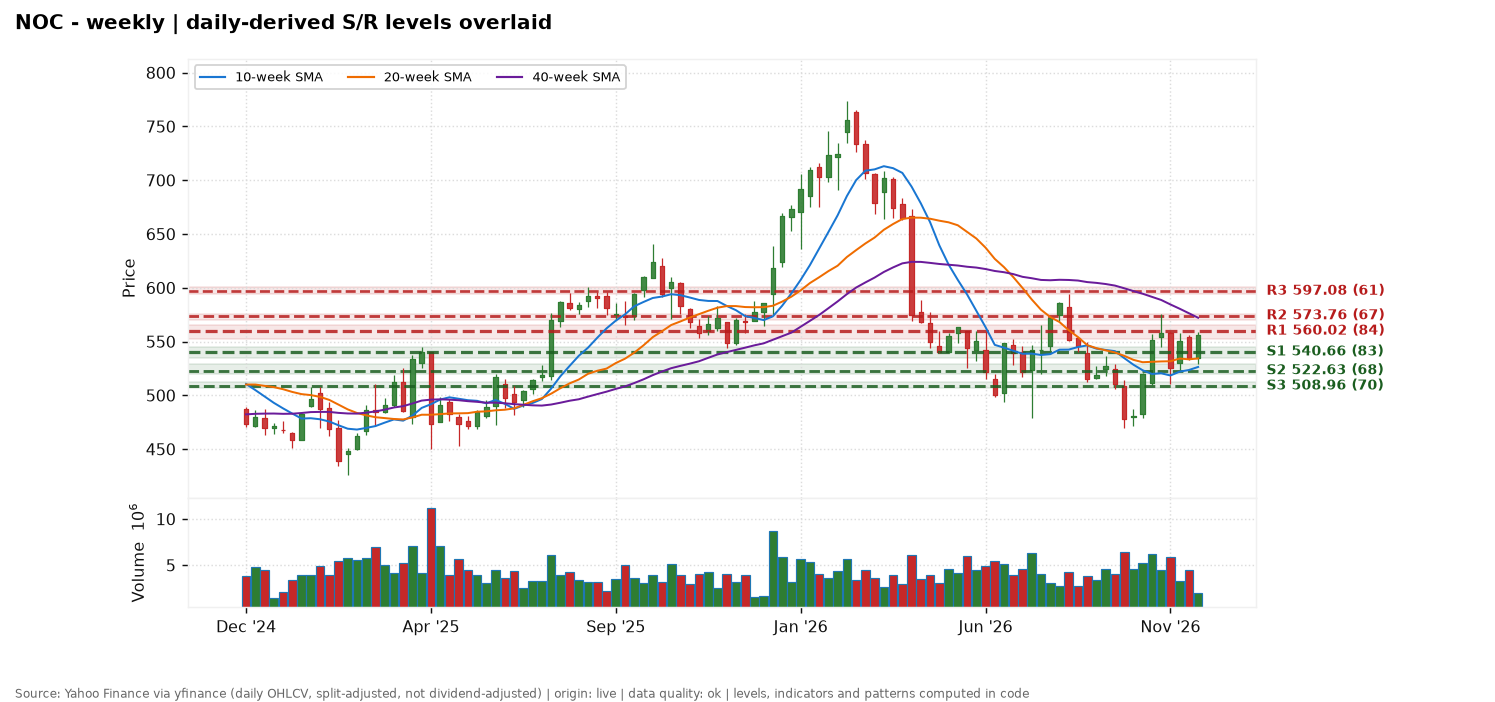 NOC - weekly | daily-derived S/R levels overlaid
10-week SMA 20-week SMA 40-week SMA
800
750
700
650
600
550
500
450
Price
R3 597.08 (61)
R2 573.76 (67)
R1 560.02 (84)
S1 540.66 (83)
S2 522.63 (68)
S3 508.96 (70)
10
5
Volume 10⁶
Dec '24 Apr '25 Sep '25 Jan '26 Jun '26 Nov '26
Source: Yahoo Finance via yfinance (daily OHLCV, split-adjusted, not dividend-adjusted) | origin: live | data quality: ok | levels, indicators and patterns computed in code